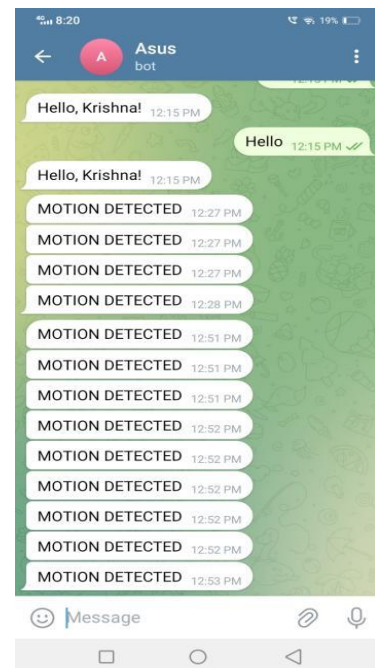 4G 8:20 19%
A Asus
bot
Hello, Krishna! 12:15 PM
Hello 12:15 PM
Hello, Krishna! 12:15 PM
MOTION DETECTED 12:27 PM
MOTION DETECTED 12:27 PM
MOTION DETECTED 12:27 PM
MOTION DETECTED 12:28 PM
MOTION DETECTED 12:51 PM
MOTION DETECTED 12:51 PM
MOTION DETECTED 12:51 PM
MOTION DETECTED 12:52 PM
MOTION DETECTED 12:52 PM
MOTION DETECTED 12:52 PM
MOTION DETECTED 12:52 PM
MOTION DETECTED 12:52 PM
MOTION DETECTED 12:53 PM
Message